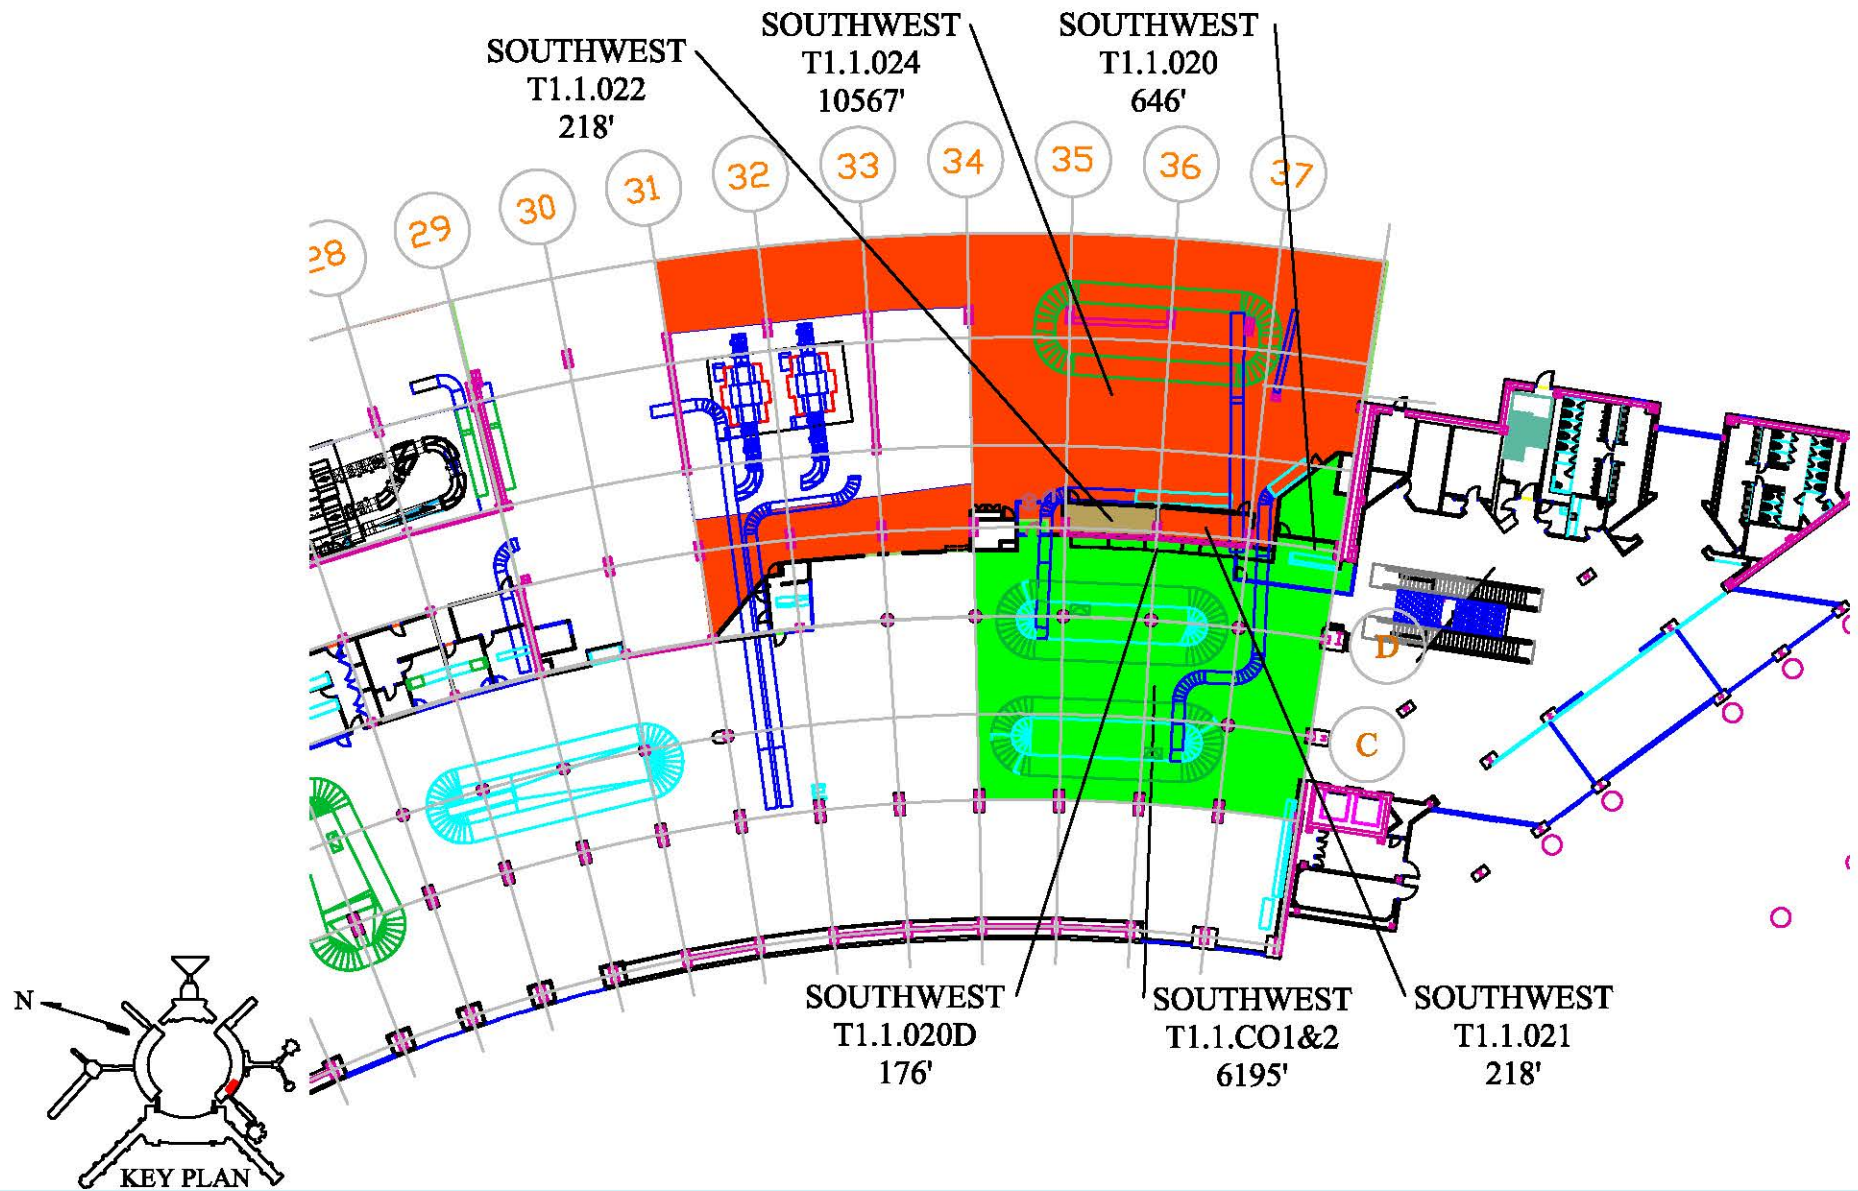 SOUTHWEST
T1.1.022
218'
SOUTHWEST
T1.1.024
10567'
SOUTHWEST
T1.1.020
646'
28
29
30
31
32
33
34
35
36
37
D
C
SOUTHWEST
T1.1.020D
176'
SOUTHWEST
T1.1.CO1&2
6195'
SOUTHWEST
T1.1.021
218'
N
KEY PLAN